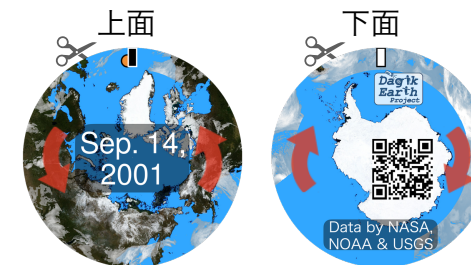 上面
下面
Sep. 14,
2001
Dagik
Earth
Project
Data by NASA,
NOAA & USGS